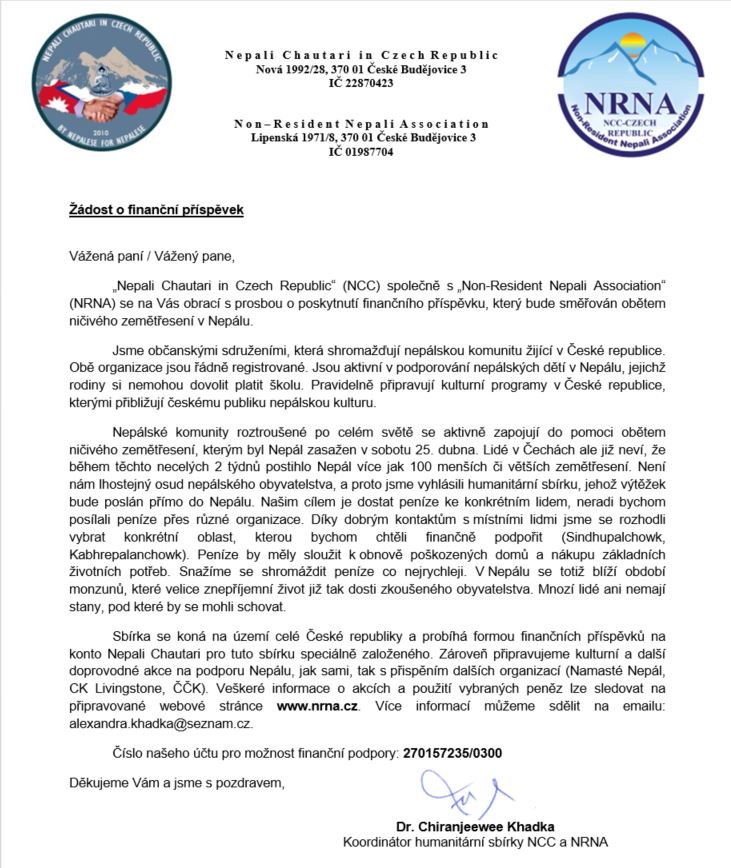 NEPALI CHAUTARI IN CZECH REPUBLIC
2010
BY NEPALESE FOR NEPALESE
Nepali Chautari in Czech Republic
Nová 1992/28, 370 01 České Budějovice 3
IČ 22870423
Non–Resident Nepali Association
Lipenská 1971/8, 370 01 České Budějovice 3
IČ 01987704
NRNA
NCC-CZECH
REPUBLIC
Non-Resident Nepali Association
Žádost o finanční příspěvek
Vážená paní / Vážený pane,
„Nepali Chautari in Czech Republic“ (NCC) společně s „Non-Resident Nepali Association“
(NRNA) se na Vás obrací s prosbou o poskytnutí finančního příspěvku, který bude směřován obětem
ničivého zemětřesení v Nepálu.
Jsme občanskými sdruženími, která shromažďují nepálskou komunitu žijící v České republice.
Obě organizace jsou řádně registrované. Jsou aktivní v podporování nepálských dětí v Nepálu, jejichž
rodiny si nemohou dovolit platit školu. Pravidelně připravují kulturní programy v České republice,
kterými přibližují českému publiku nepálskou kulturu.
Nepálské komunity roztroušené po celém světě se aktivně zapojují do pomoci obětem
ničivého zemětřesení, kterým byl Nepál zasažen v sobotu 25. dubna. Lidé v Čechách ale již neví, že
během těchto necelých 2 týdnů postihlo Nepál více jak 100 menších či větších zemětřesení. Není
nám lhostejný osud nepálského obyvatelstva, a proto jsme vyhlásili humanitární sbírku, jehož výtěžek
bude poslán přímo do Nepálu. Našim cílem je dostat peníze ke konkrétním lidem, neradi bychom
posílali peníze přes různé organizace. Díky dobrým kontaktům s místními lidmi jsme se rozhodli
vybrat konkrétní oblast, kterou bychom chtěli finančně podpořit (Sindhupalchowk,
Kabhrepalanchowk). Peníze by měly sloužit k obnově poškozených domů a nákupu základních
životních potřeb. Snažíme se shromáždit peníze co nejrychleji. V Nepálu se totiž blíží období
monzunů, které velice znepříjemní život již tak dosti zkoušeného obyvatelstva. Mnozí lidé ani nemají
stany, pod které by se mohli schovat.
Sbírka se koná na území celé České republiky a probíhá formou finančních příspěvků na
konto Nepali Chautari pro tuto sbírku speciálně založeného. Zároveň připravujeme kulturní a další
doprovodné akce na podporu Nepálu, jak sami, tak s přispěním dalších organizací (Namasté Nepál,
CK Livingstone, ČČK). Veškeré informace o akcích a použití vybraných peněz lze sledovat na
připravované webové stránce www.nrna.cz. Více informací můžeme sdělit na emailu:
alexandra.khadka@seznam.cz.
Číslo našeho účtu pro možnost finanční podpory: 270157235/0300
Děkujeme Vám a jsme s pozdravem,
Dr. Chiranjeewee Khadka
Koordinátor humanitární sbírky NCC a NRNA